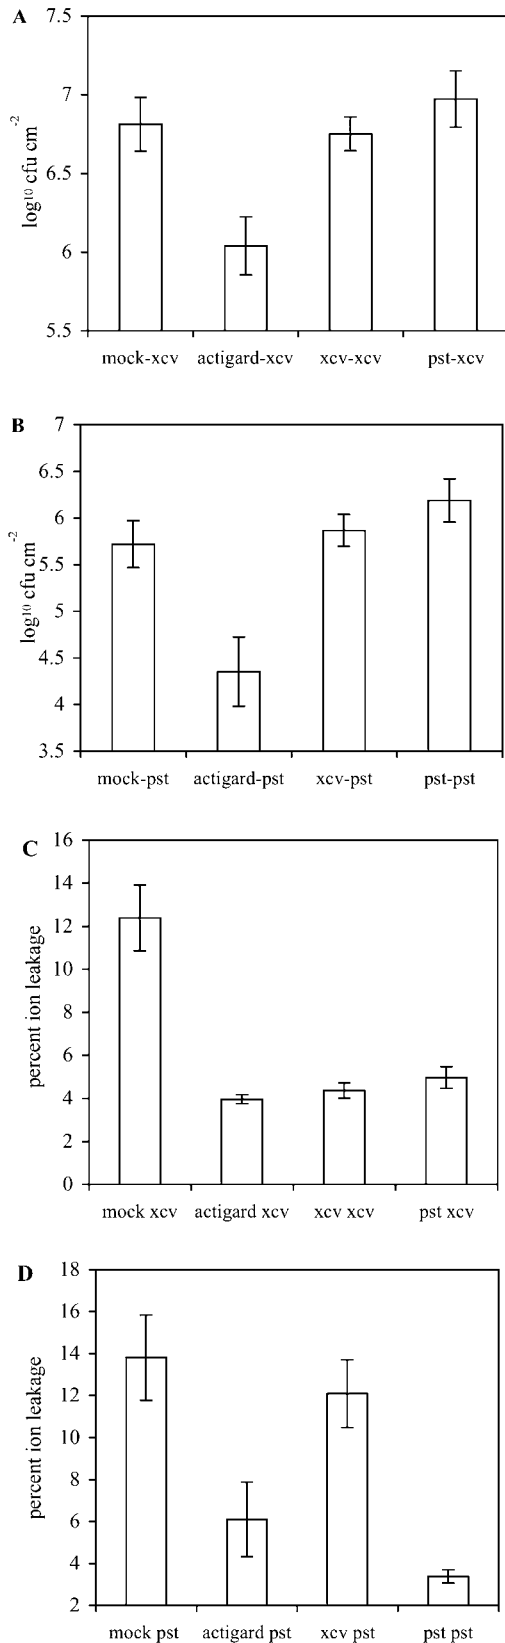 A
7.5
7
6.5
6
5.5
log¹⁰ cfu cm⁻²
mock-xcv actigard-xcv xcv-xcv pst-xcv
B
7
6.5
6
5.5
5
4.5
4
3.5
log¹⁰ cfu cm⁻²
mock-pst actigard-pst xcv-pst pst-pst
C
16
14
12
10
8
6
4
2
0
percent ion leakage
mock xcv actigard xcv xcv xcv pst xcv
D
18
16
14
12
10
8
6
4
2
percent ion leakage
mock pst actigard pst xcv pst pst pst